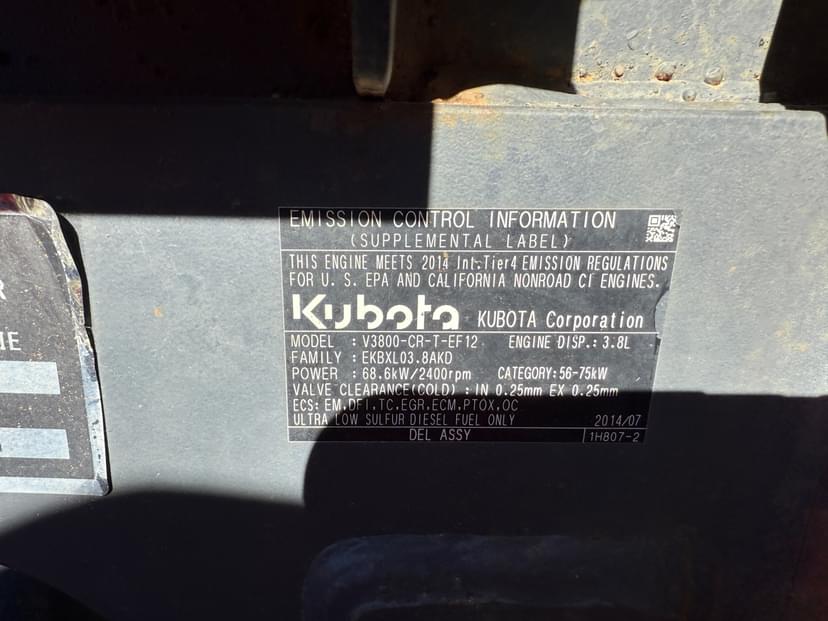 EMISSION CONTROL INFORMATION
(SUPPLEMENTAL LABEL)
THIS ENGINE MEETS 2014 Int.Tier4 EMISSION REGULATIONS
FOR U. S. EPA AND CALIFORNIA NONROAD CI ENGINES.
Kubota KUBOTA Corporation
MODEL : V3800-CR-T-EF12 ENGINE DISP.: 3.8L
FAMILY : EKBXL03.8AKD
POWER : 68.6kW/2400rpm CATEGORY:56-75kW
VALVE CLEARANCE(COLD) : IN 0.25mm EX 0.25mm
ECS: EM,DFI,TC,EGR,ECM,PTOX,OC
ULTRA LOW SULFUR DIESEL FUEL ONLY 2014/07
DEL ASSY 1H807-2